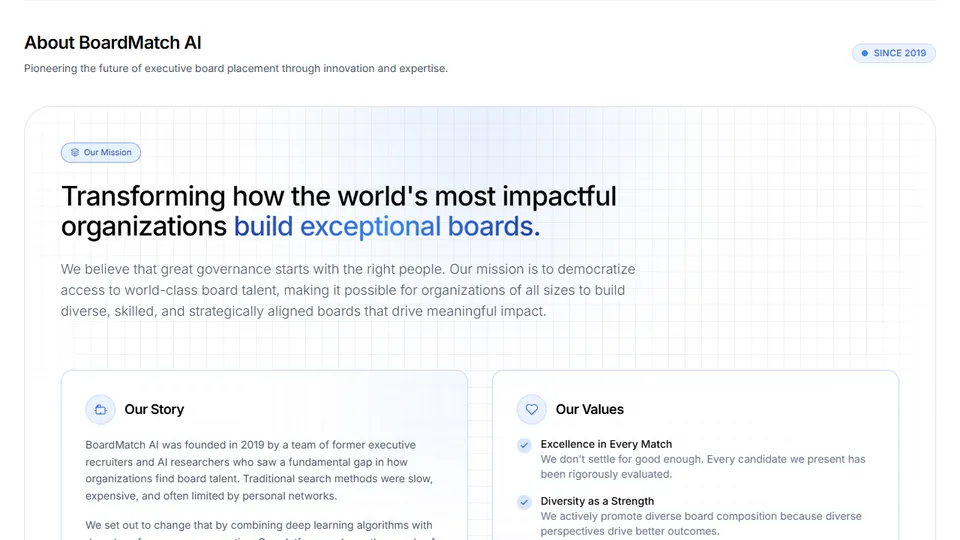 About BoardMatch AI
Pioneering the future of executive board placement through innovation and expertise.
SINCE 2019
Our Mission
Transforming how the world's most impactful
organizations build exceptional boards.
We believe that great governance starts with the right people. Our mission is to democratize
access to world-class board talent, making it possible for organizations of all sizes to build
diverse, skilled, and strategically aligned boards that drive meaningful impact.
Our Story
BoardMatch AI was founded in 2019 by a team of former executive
recruiters and AI researchers who saw a fundamental gap in how
organizations find board talent. Traditional search methods were slow,
expensive, and often limited by personal networks.
We set out to change that by combining deep learning algorithms with
Our Values
Excellence in Every Match
We don't settle for good enough. Every candidate we present has
been rigorously evaluated.
Diversity as a Strength
We actively promote diverse board composition because diverse
perspectives drive better outcomes.